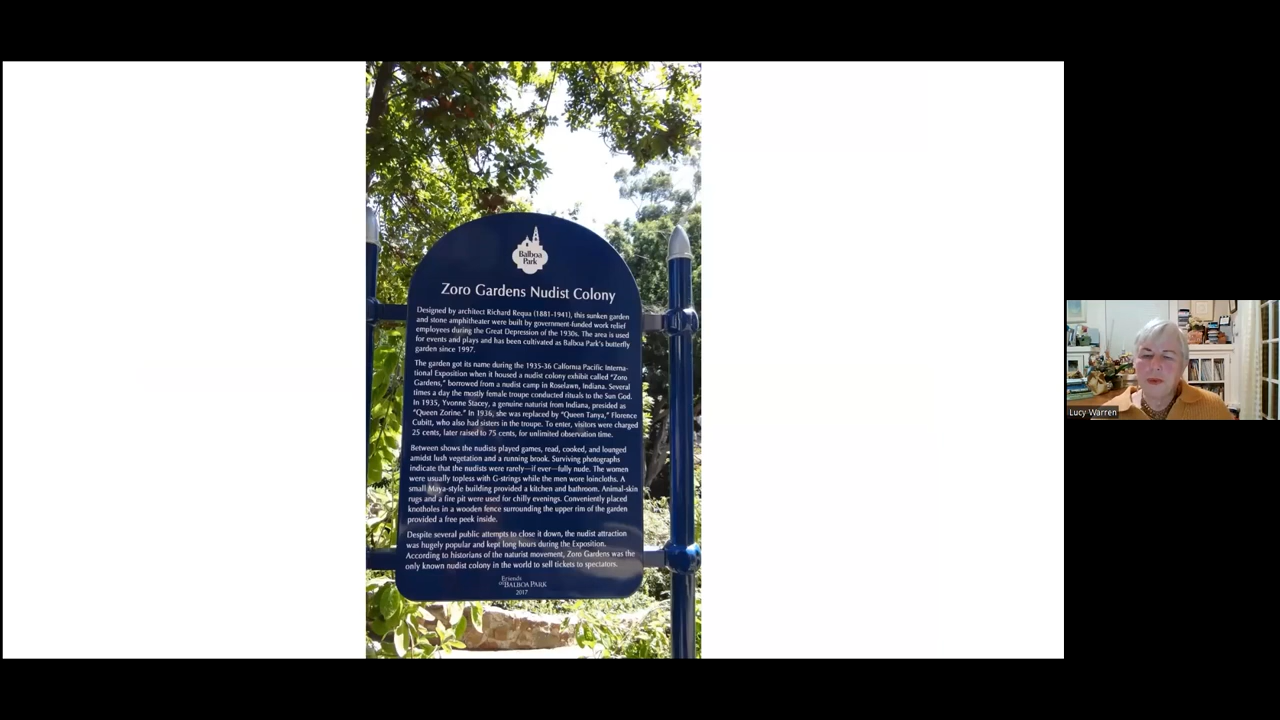 Balboa
Park
Zoro Gardens Nudist Colony
Designed by architect Richard Requa (1881-1941), this sunken garden
and stone amphitheater were built by government-funded work relief
employees during the Great Depression of the 1930s. The area is used
for events and plays and has been cultivated as Balboa Park's butterfly
garden since 1997.
The garden got its name during the 1935-36 California Pacific Interna-
tional Exposition when it housed a nudist colony exhibit called "Zoro
Gardens," borrowed from a nudist camp in Roselawn, Indiana. Several
times a day the mostly female troupe conducted rituals to the Sun God.
In 1935, Yvonne Stacey, a genuine naturist from Indiana, presided as
"Queen Zorine." In 1936, she was replaced by "Queen Tanya," Florence
Cubitt, who also had sisters in the troupe. To enter, visitors were charged
25 cents, later raised to 75 cents, for unlimited observation time.
Between shows the nudists played games, read, cooked, and lounged
amidst lush vegetation and a running brook. Surviving photographs
indicate that the nudists were rarely—if ever—fully nude. The women
were usually topless with G-strings while the men wore loincloths. A
small Maya-style building provided a kitchen and bathroom. Animal-skin
rugs and a fire pit were used for chilly evenings. Conveniently placed
knotholes in a wooden fence surrounding the upper rim of the garden
provided a free peek inside.
Despite several public attempts to close it down, the nudist attraction
was hugely popular and kept long hours during the Exposition.
According to historians of the naturist movement, Zoro Gardens was the
only known nudist colony in the world to sell tickets to spectators.
Friends
of BALBOA PARK
2017
Lucy Warren